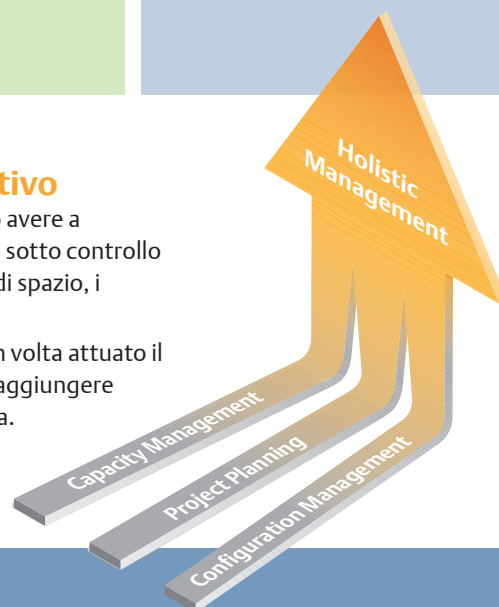 tivo
avere a
sotto controllo
di spazio, i
volta attuato il
aggiungere
a.
Holistic
Management
Capacity Management
Project Planning
Configuration Management